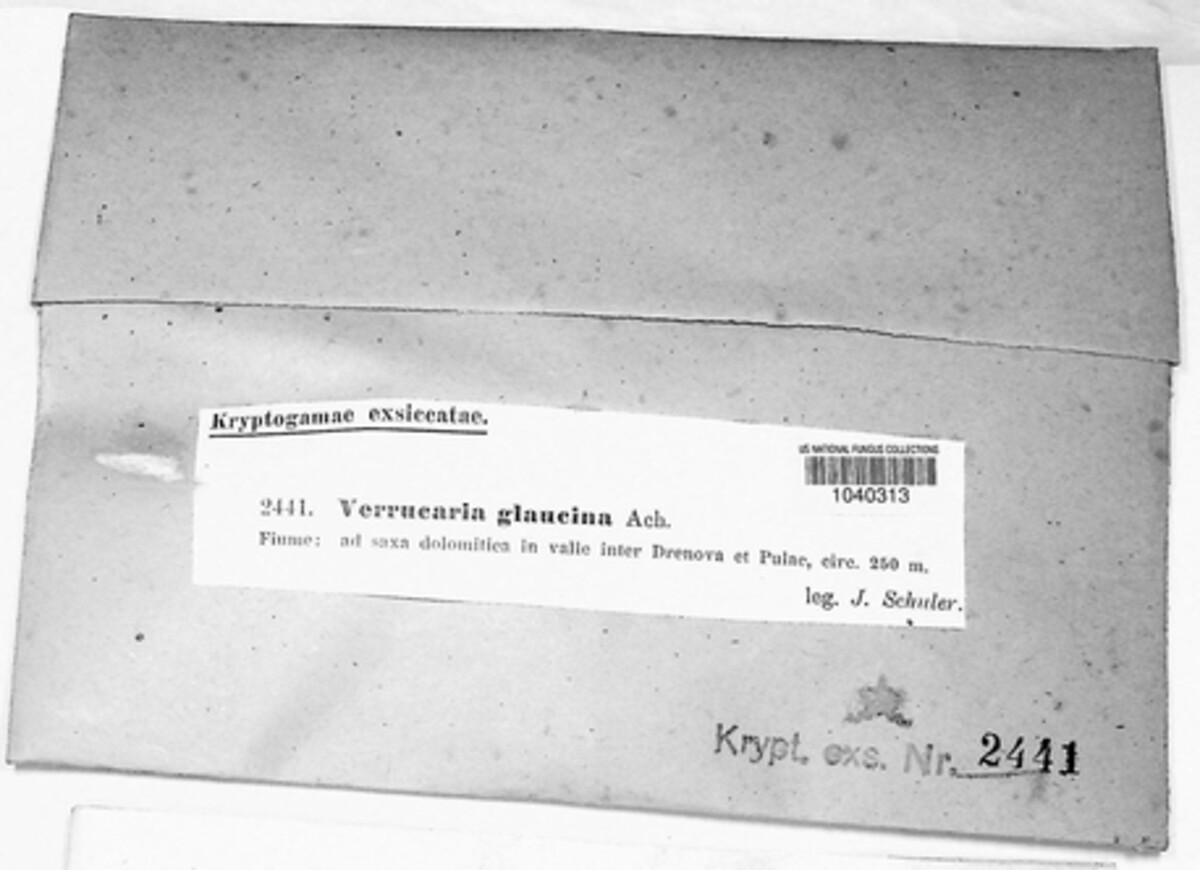 Kryptogamae exsiccatae.
US NATIONAL FUNGUS COLLECTIONS
1040313
2441. Verrucaria glaucina Ach.
Fiume: ad saxa dolomitica in valle inter Drenova et Pulac, circ. 250 m.
leg. J. Schuler.
Krypt. exs. Nr. 2441